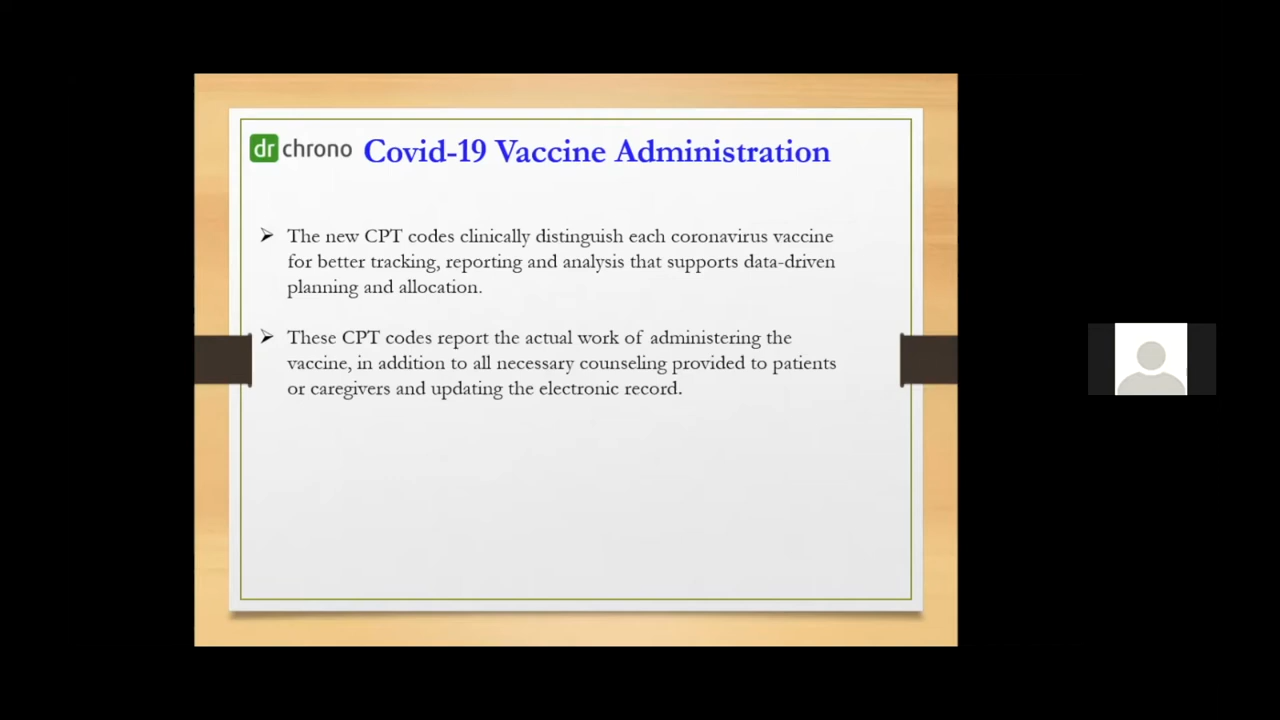 dr chrono Covid-19 Vaccine Administration
The new CPT codes clinically distinguish each coronavirus vaccine
for better tracking, reporting and analysis that supports data-driven
planning and allocation.
These CPT codes report the actual work of administering the
vaccine, in addition to all necessary counseling provided to patients
or caregivers and updating the electronic record.